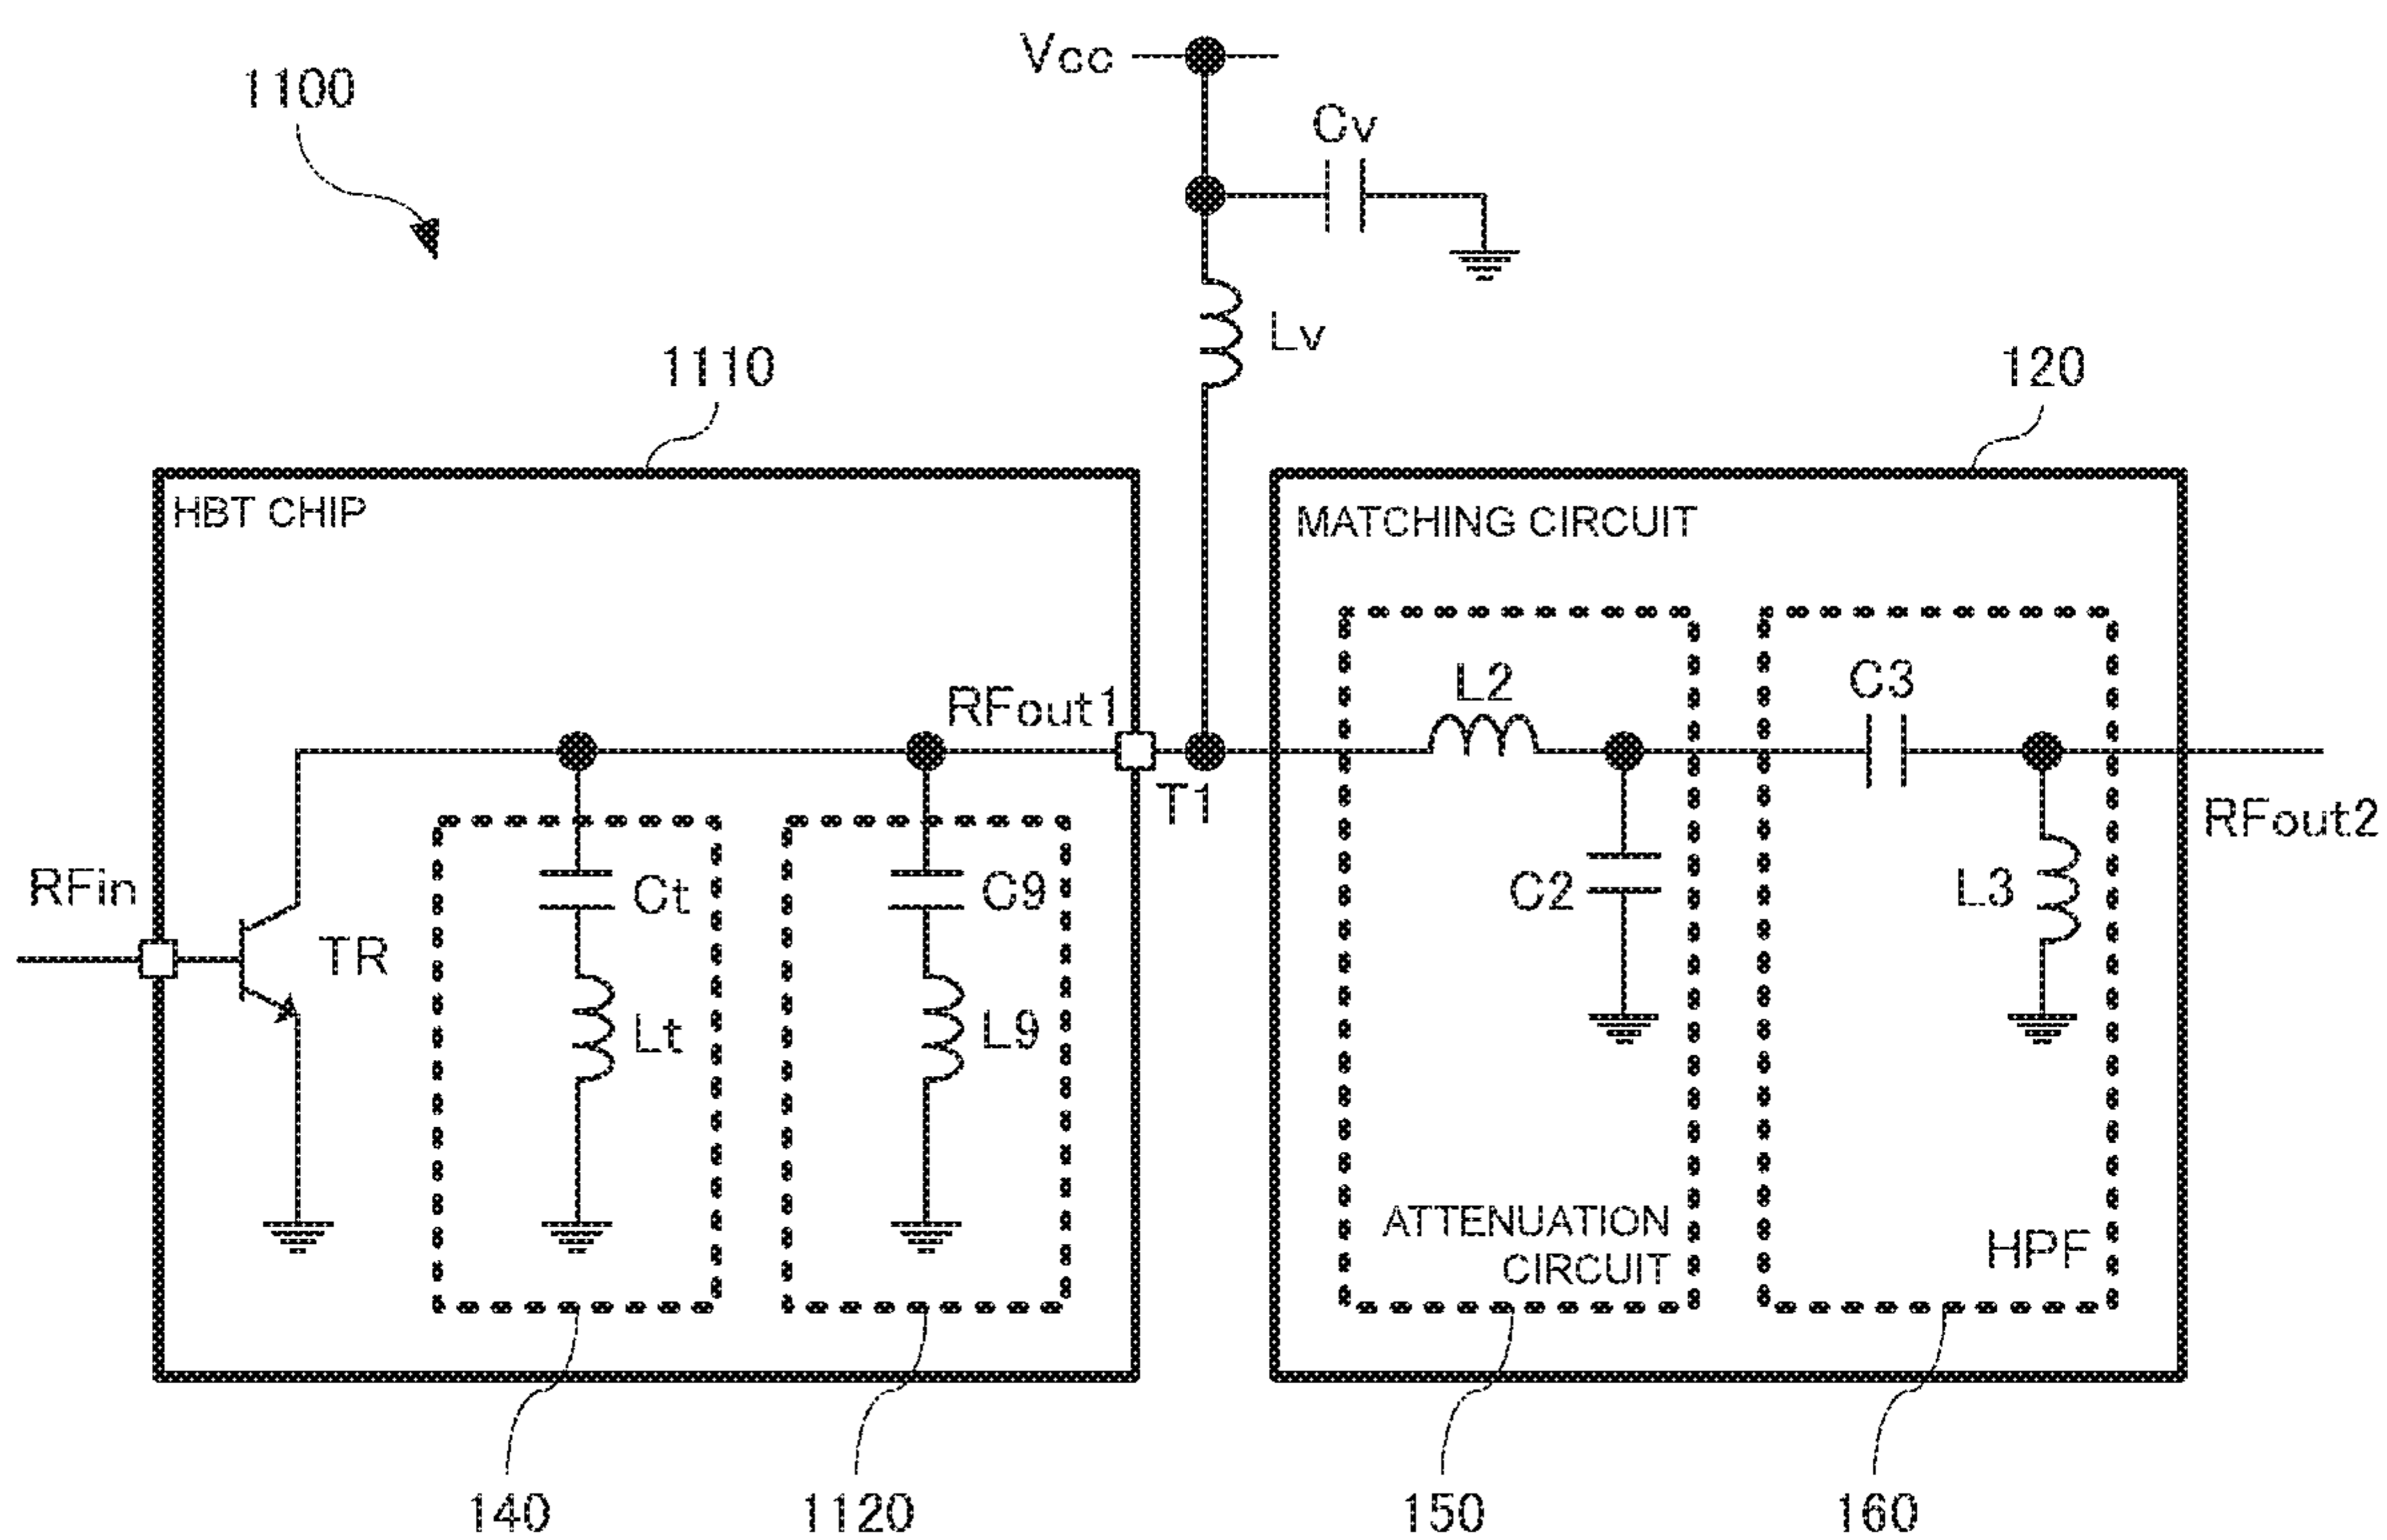 Vcc
1100
Cv
Lv
1110
120
HBT CHIP
MATCHING CIRCUIT
RFout1
L2
C3
T1
RFout2
RFin
TR
Ct
C9
C2
L3
Lt
L9
ATTENUATION
CIRCUIT
HPF
140
1120
150
160